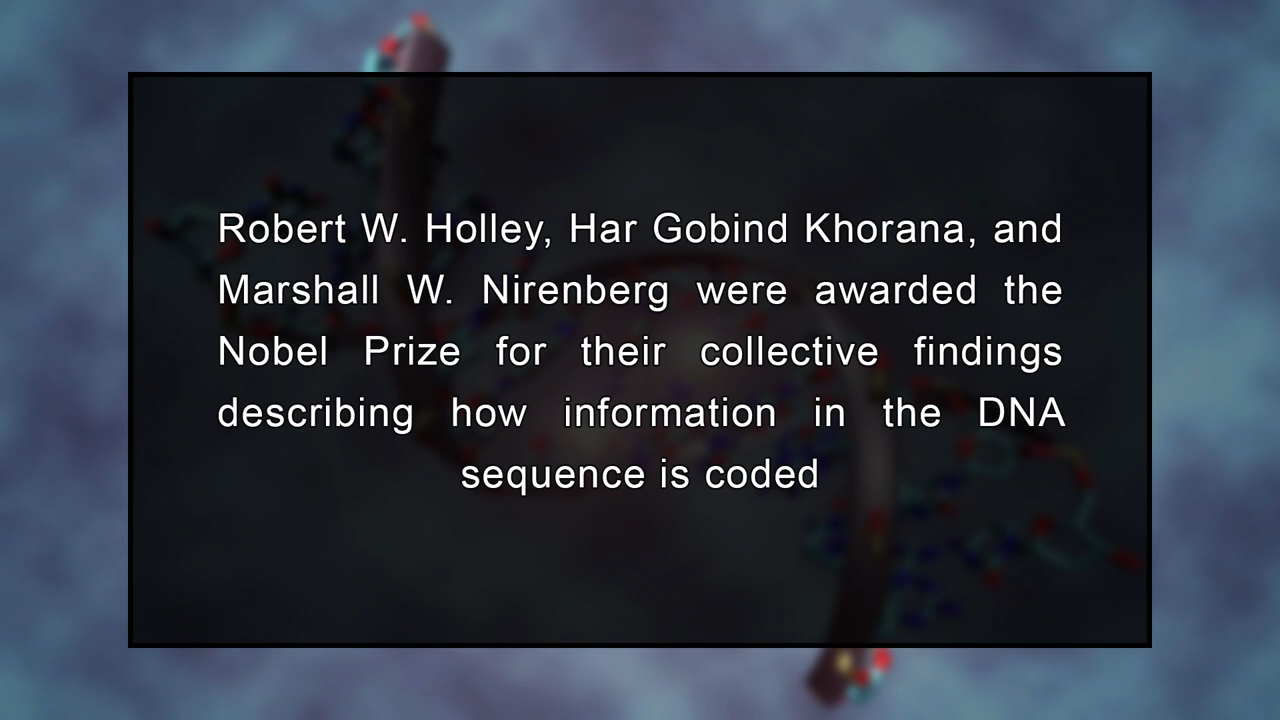 Robert W. Holley, Har Gobind Khorana, and
Marshall W. Nirenberg were awarded the
Nobel Prize for their collective findings
describing how information in the DNA
sequence is coded